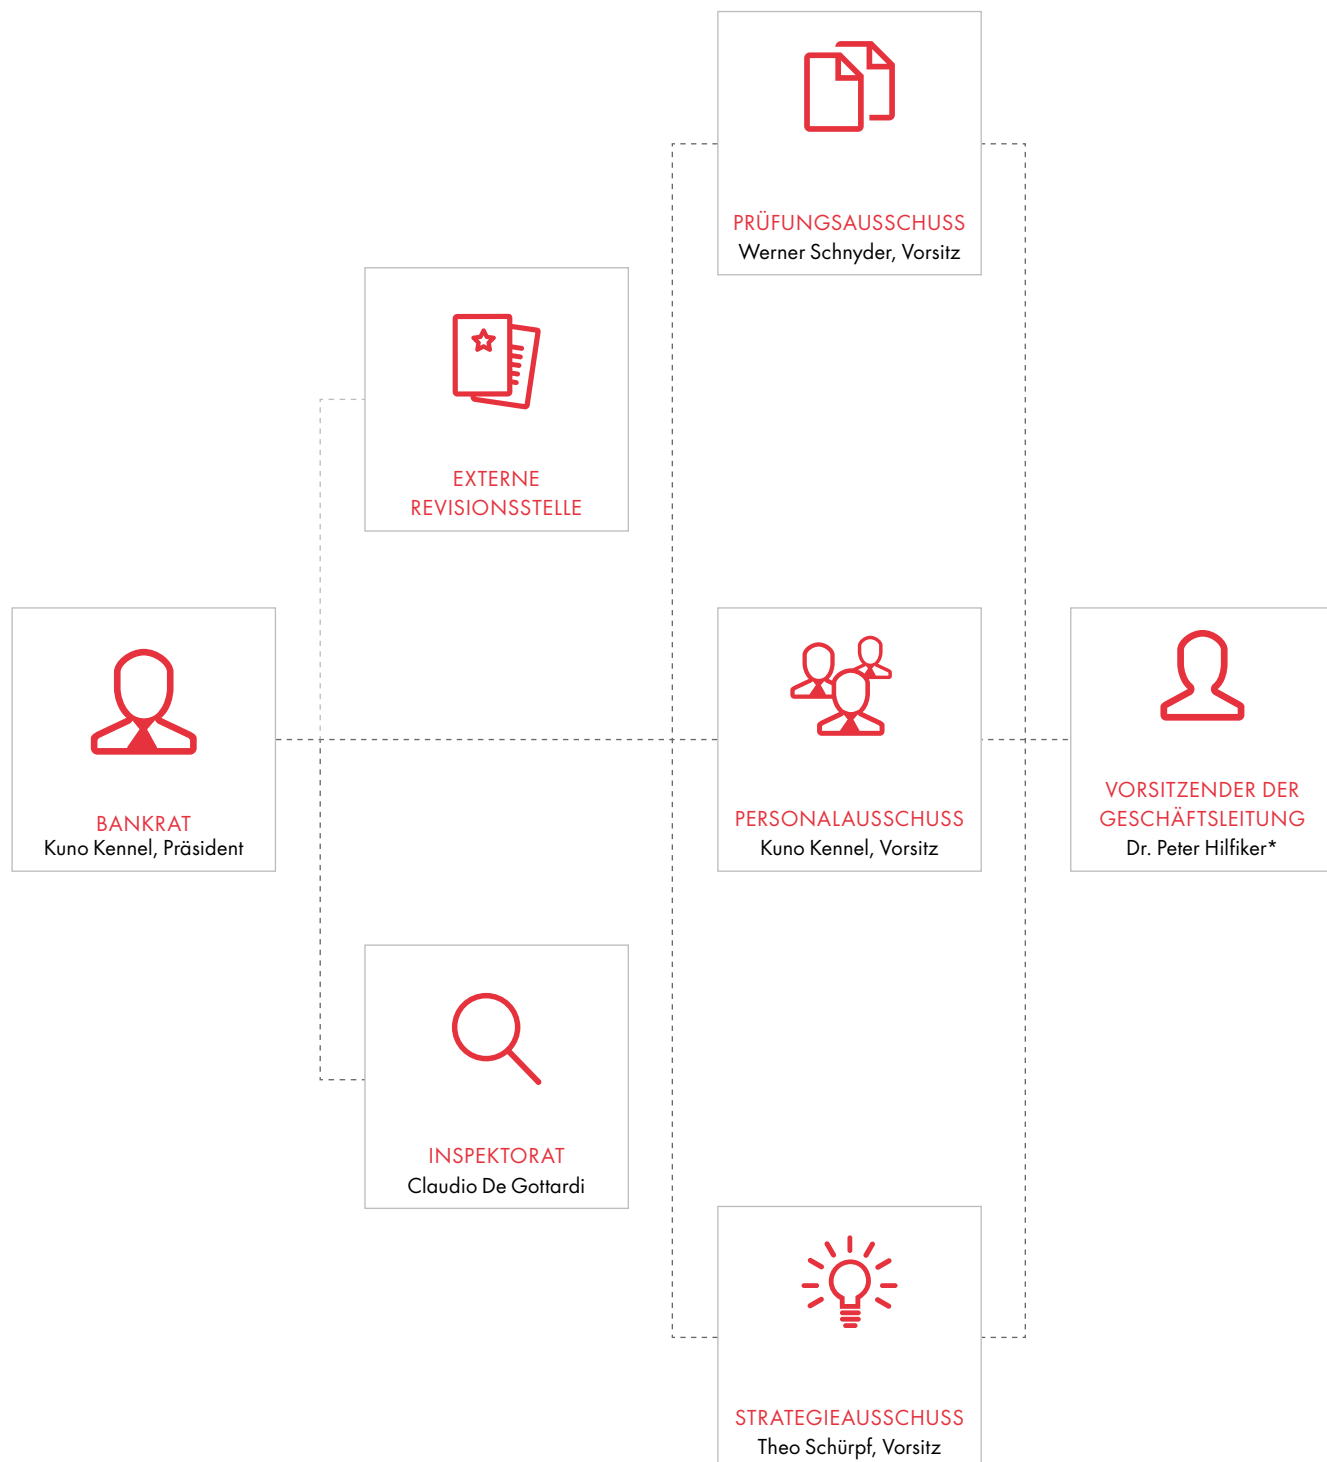 PRÜFUNGSAUSSCHUSS
Werner Schnyder, Vorsitz
EXTERNE
REVISIONSSTELLE
BANKRAT
Kuno Kennel, Präsident
PERSONALAUSSCHUSS
Kuno Kennel, Vorsitz
VORSITZENDER DER
GESCHÄFTSLEITUNG
Dr. Peter Hilfiker*
INSPEKTORAT
Claudio De Gottardi
STRATEGIEAUSSCHUSS
Theo Schürpf, Vorsitz